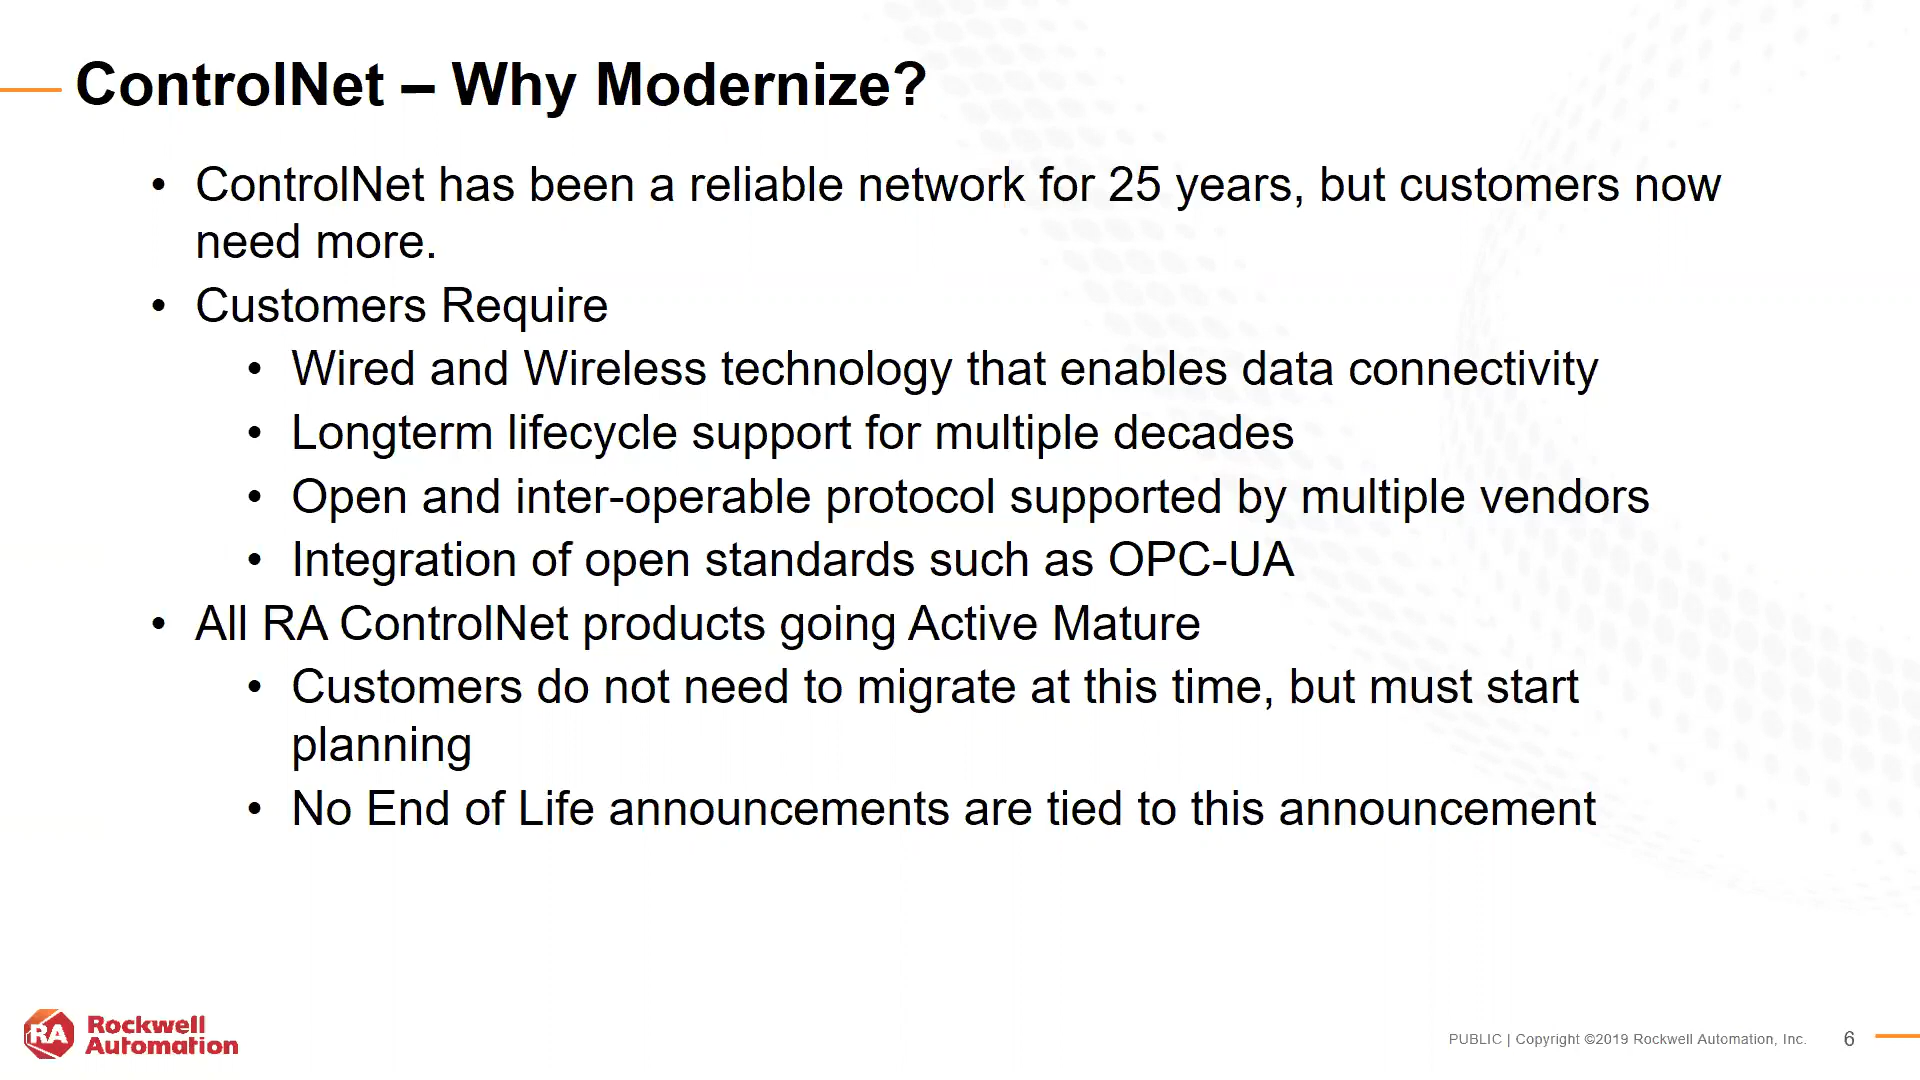 ControlNet – Why Modernize?
• ControlNet has been a reliable network for 25 years, but customers now
need more.
• Customers Require
• Wired and Wireless technology that enables data connectivity
• Longterm lifecycle support for multiple decades
• Open and inter-operable protocol supported by multiple vendors
• Integration of open standards such as OPC-UA
• All RA ControlNet products going Active Mature
• Customers do not need to migrate at this time, but must start
planning
• No End of Life announcements are tied to this announcement
RA Rockwell
Automation
PUBLIC | Copyright ©2019 Rockwell Automation, Inc. 6